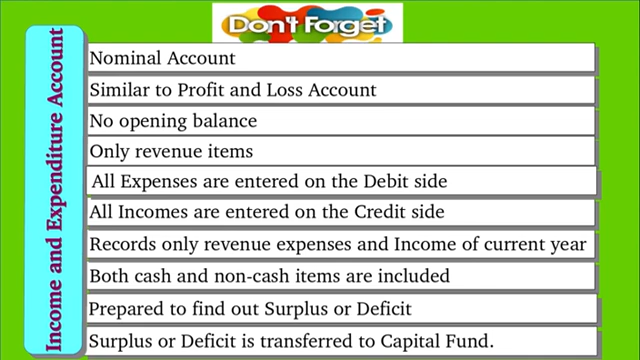 Don't Forget
Income and Expenditure Account
Nominal Account
Similar to Profit and Loss Account
No opening balance
Only revenue items
All Expenses are entered on the Debit side
All Incomes are entered on the Credit side
Records only revenue expenses and Income of current year
Both cash and non-cash items are included
Prepared to find out Surplus or Deficit
Surplus or Deficit is transferred to Capital Fund.